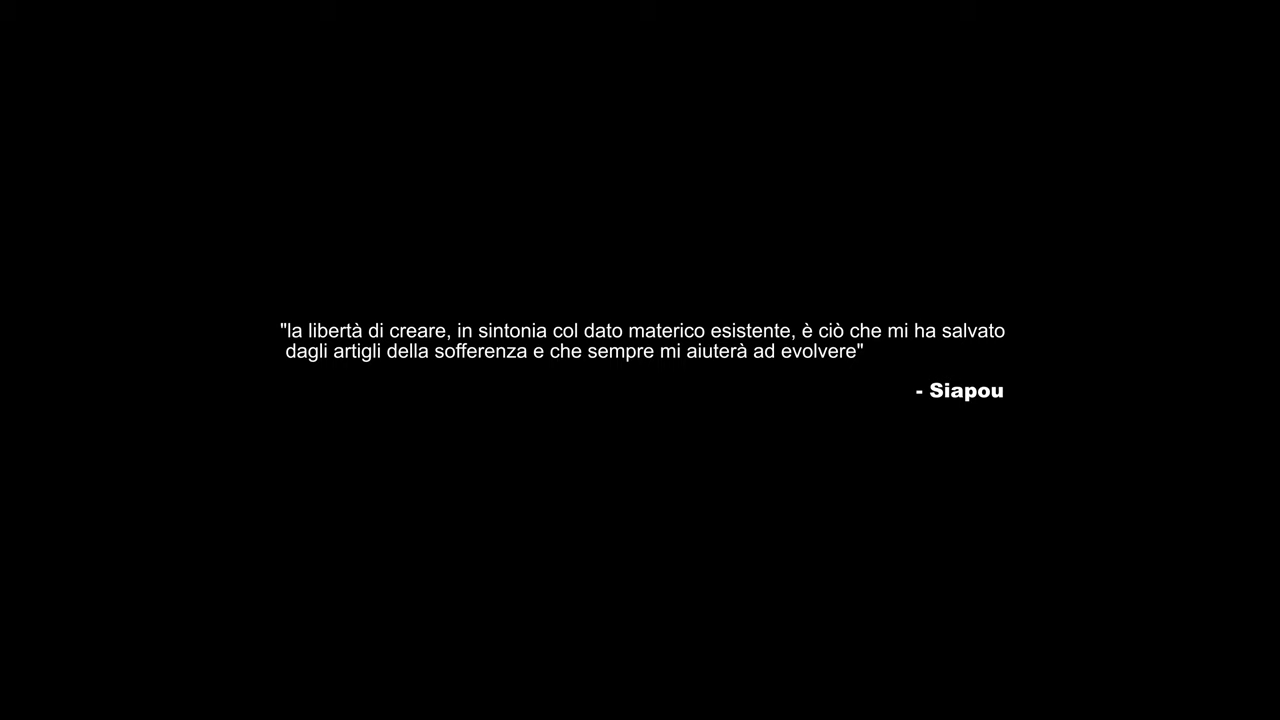 "la libertà di creare, in sintonia col dato materico esistente, è ciò che mi ha salvato
dagli artigli della sofferenza e che sempre mi aiuterà ad evolvere"
- Siapou